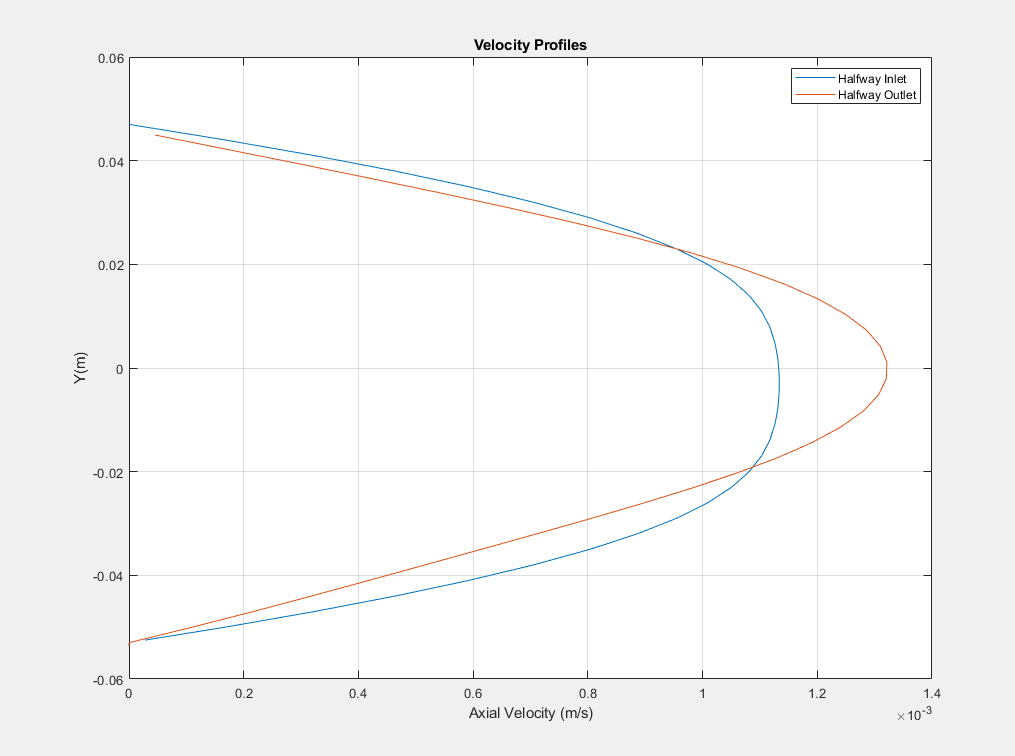 Velocity Profiles
Halfway Inlet
Halfway Outlet
0.06
0.04
0.02
0
-0.02
-0.04
-0.06
Y(m)
0 0.2 0.4 0.6 0.8 1 1.2 1.4
Axial Velocity (m/s)
×10⁻³